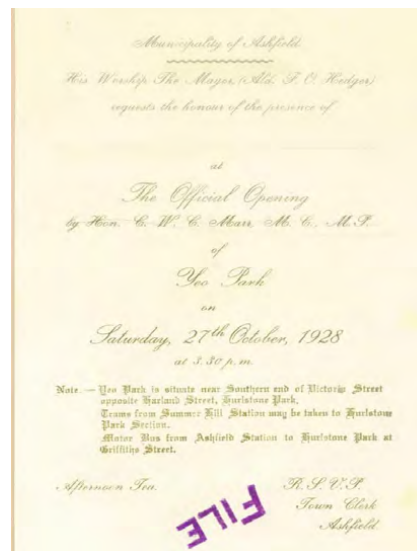 Municipality of Ashfield.
His Worship The Mayor, (Ald. F. O. Hedger)
requests the honour of the presence of
at
The Official Opening
by Hon. C. W. C. Marr, M. C., M. P.
of
Yeo Park
on
Saturday, 27th October, 1928
at 3.30 p.m.
Note.— Yeo Park is situate near Southern end of Victoria Street
opposite Harland Street, Hurlstone Park.
Trams from Summer Hill Station may be taken to Hurlstone
Park Section.
Motor Bus from Ashfield Station to Hurlstone Park at
Griffiths Street.
Afternoon Tea.
R. S. V. P.
Town Clerk
Ashfield.
FILE